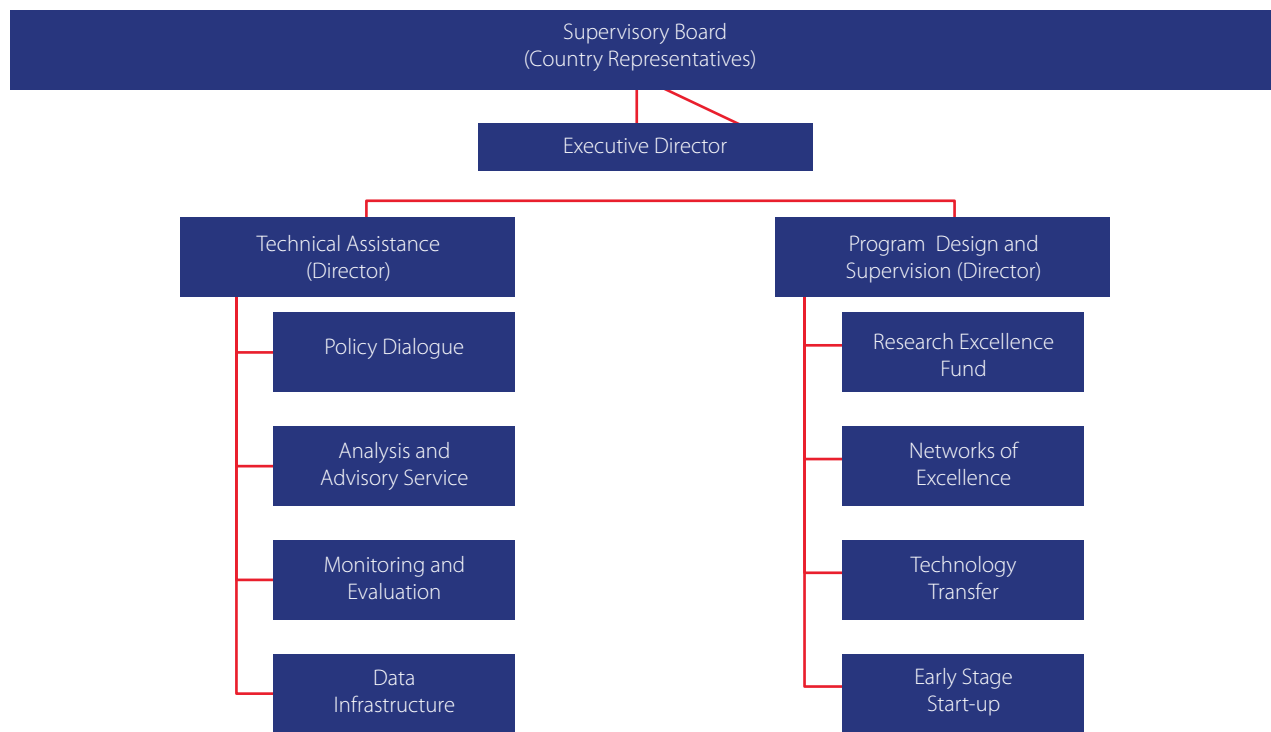 Supervisory Board
(Country Representatives)
Executive Director
Technical Assistance
(Director)
Policy Dialogue
Analysis and
Advisory Service
Monitoring and
Evaluation
Data
Infrastructure
Program Design and
Supervision (Director)
Research Excellence
Fund
Networks of
Excellence
Technology
Transfer
Early Stage
Start-up